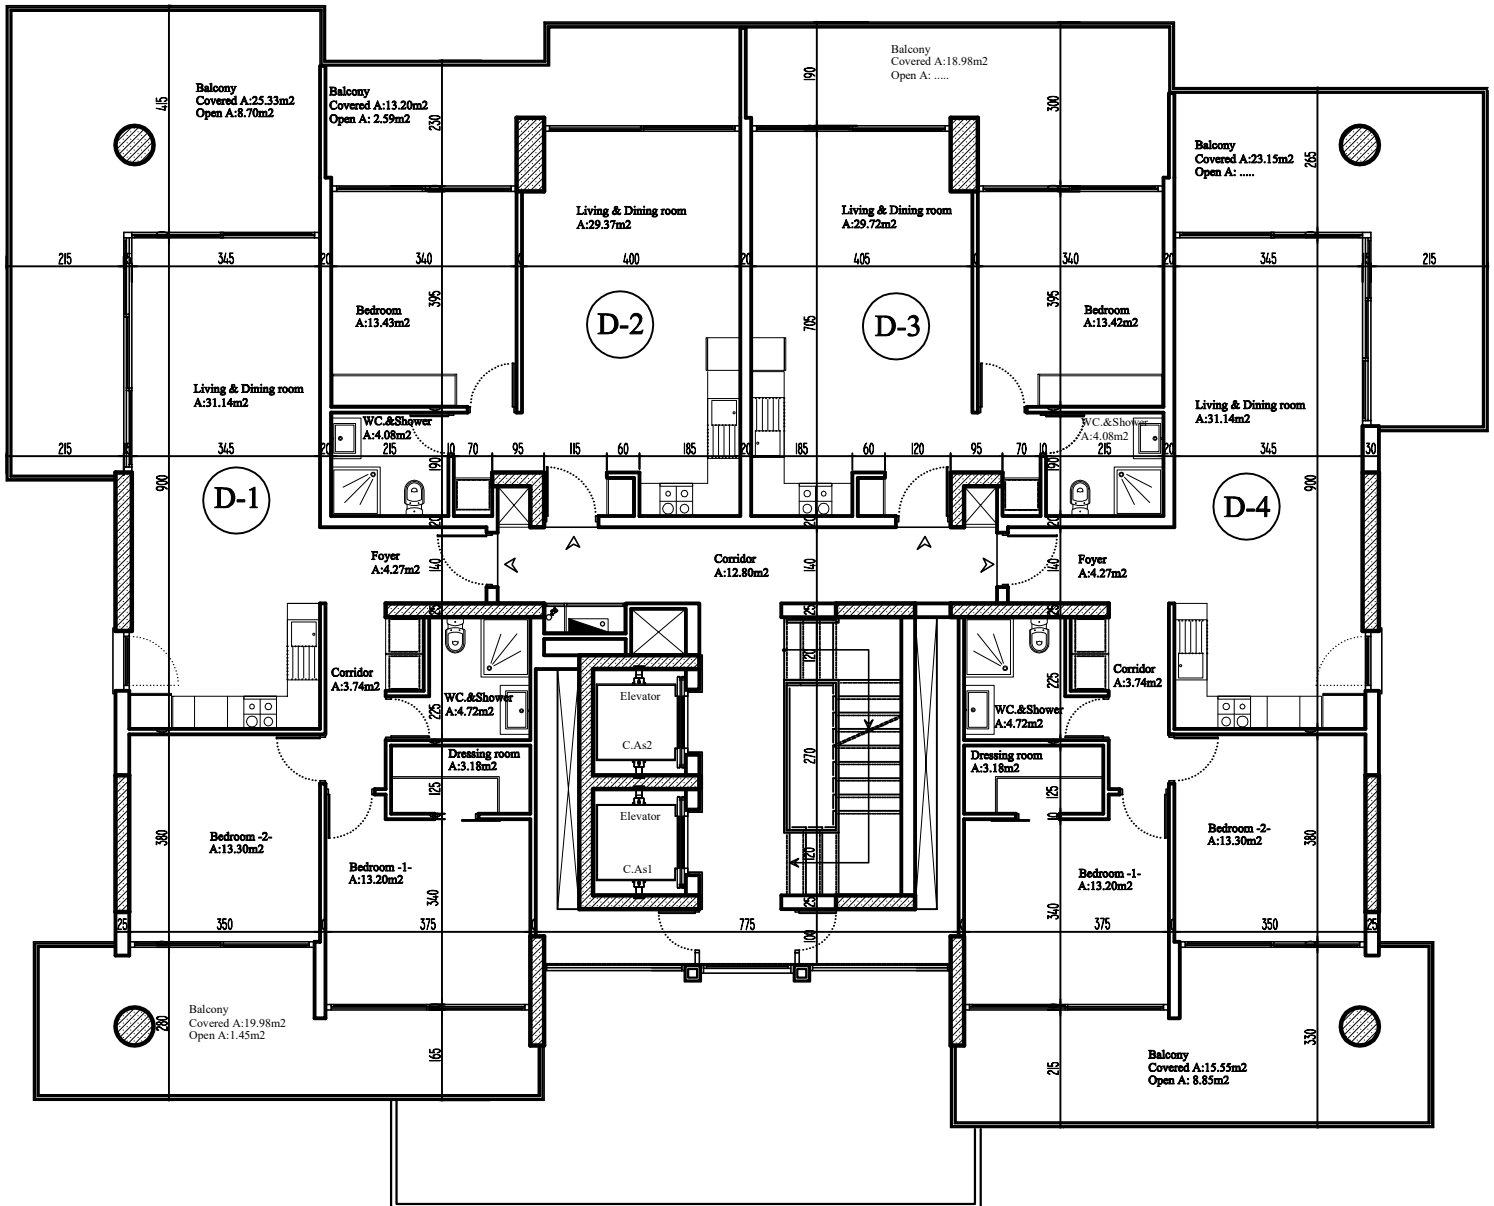 Balcony
Covered A:25.33m2
Open A:8.70m2
415
Balcony
Covered A:13.20m2
Open A: 2.59m2
230
190
Balcony
Covered A:18.98m2
Open A: .....
300
Balcony
Covered A:23.15m2
Open A: .....
265
Living & Dining room
A:29.37m2
Living & Dining room
A:29.72m2
215
345
20
340
400
20
405
340
20
345
215
395
Bedroom
A:13.43m2
D-2
705
D-3
395
Bedroom
A:13.42m2
Living & Dining room
A:31.14m2
Living & Dining room
A:31.14m2
WC.&Shower
A:4.08m2
WC.&Shower
A:4.08m2
215
345
20
215
10
70
95
115
60
185
20
185
60
120
95
70
10
215
20
345
30
190
190
900
900
D-1
D-4
20
20
20
Foyer
A:4.27m2
140
Corridor
A:12.80m2
140
140
Foyer
A:4.27m2
25
25
25
120
Corridor
A:3.74m2
225
WC.&Shower
A:4.72m2
Elevator
C.As2
225
WC.&Shower
A:4.72m2
Corridor
A:3.74m2
Dressing room
A:3.18m2
125
270
Dressing room
A:3.18m2
125
10
Elevator
C.As1
120
380
Bedroom -2-
A:13.30m2
Bedroom -1-
A:13.20m2
340
Bedroom -1-
A:13.20m2
340
Bedroom -2-
A:13.30m2
380
25
25
350
375
775
100
375
350
25
280
Balcony
Covered A:19.98m2
Open A:1.45m2
165
215
Balcony
Covered A:15.55m2
Open A: 8.85m2
330